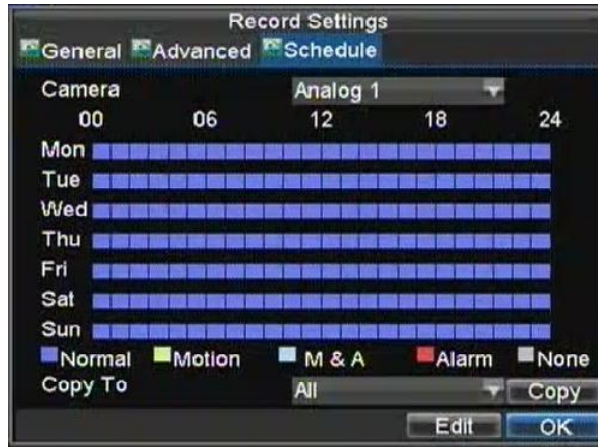 Record Settings
General Advanced Schedule
Camera Analog 1
00 06 12 18 24
Mon
Tue
Wed
Thu
Fri
Sat
Sun
Normal Motion M & A Alarm None
Copy To All Copy
Edit OK